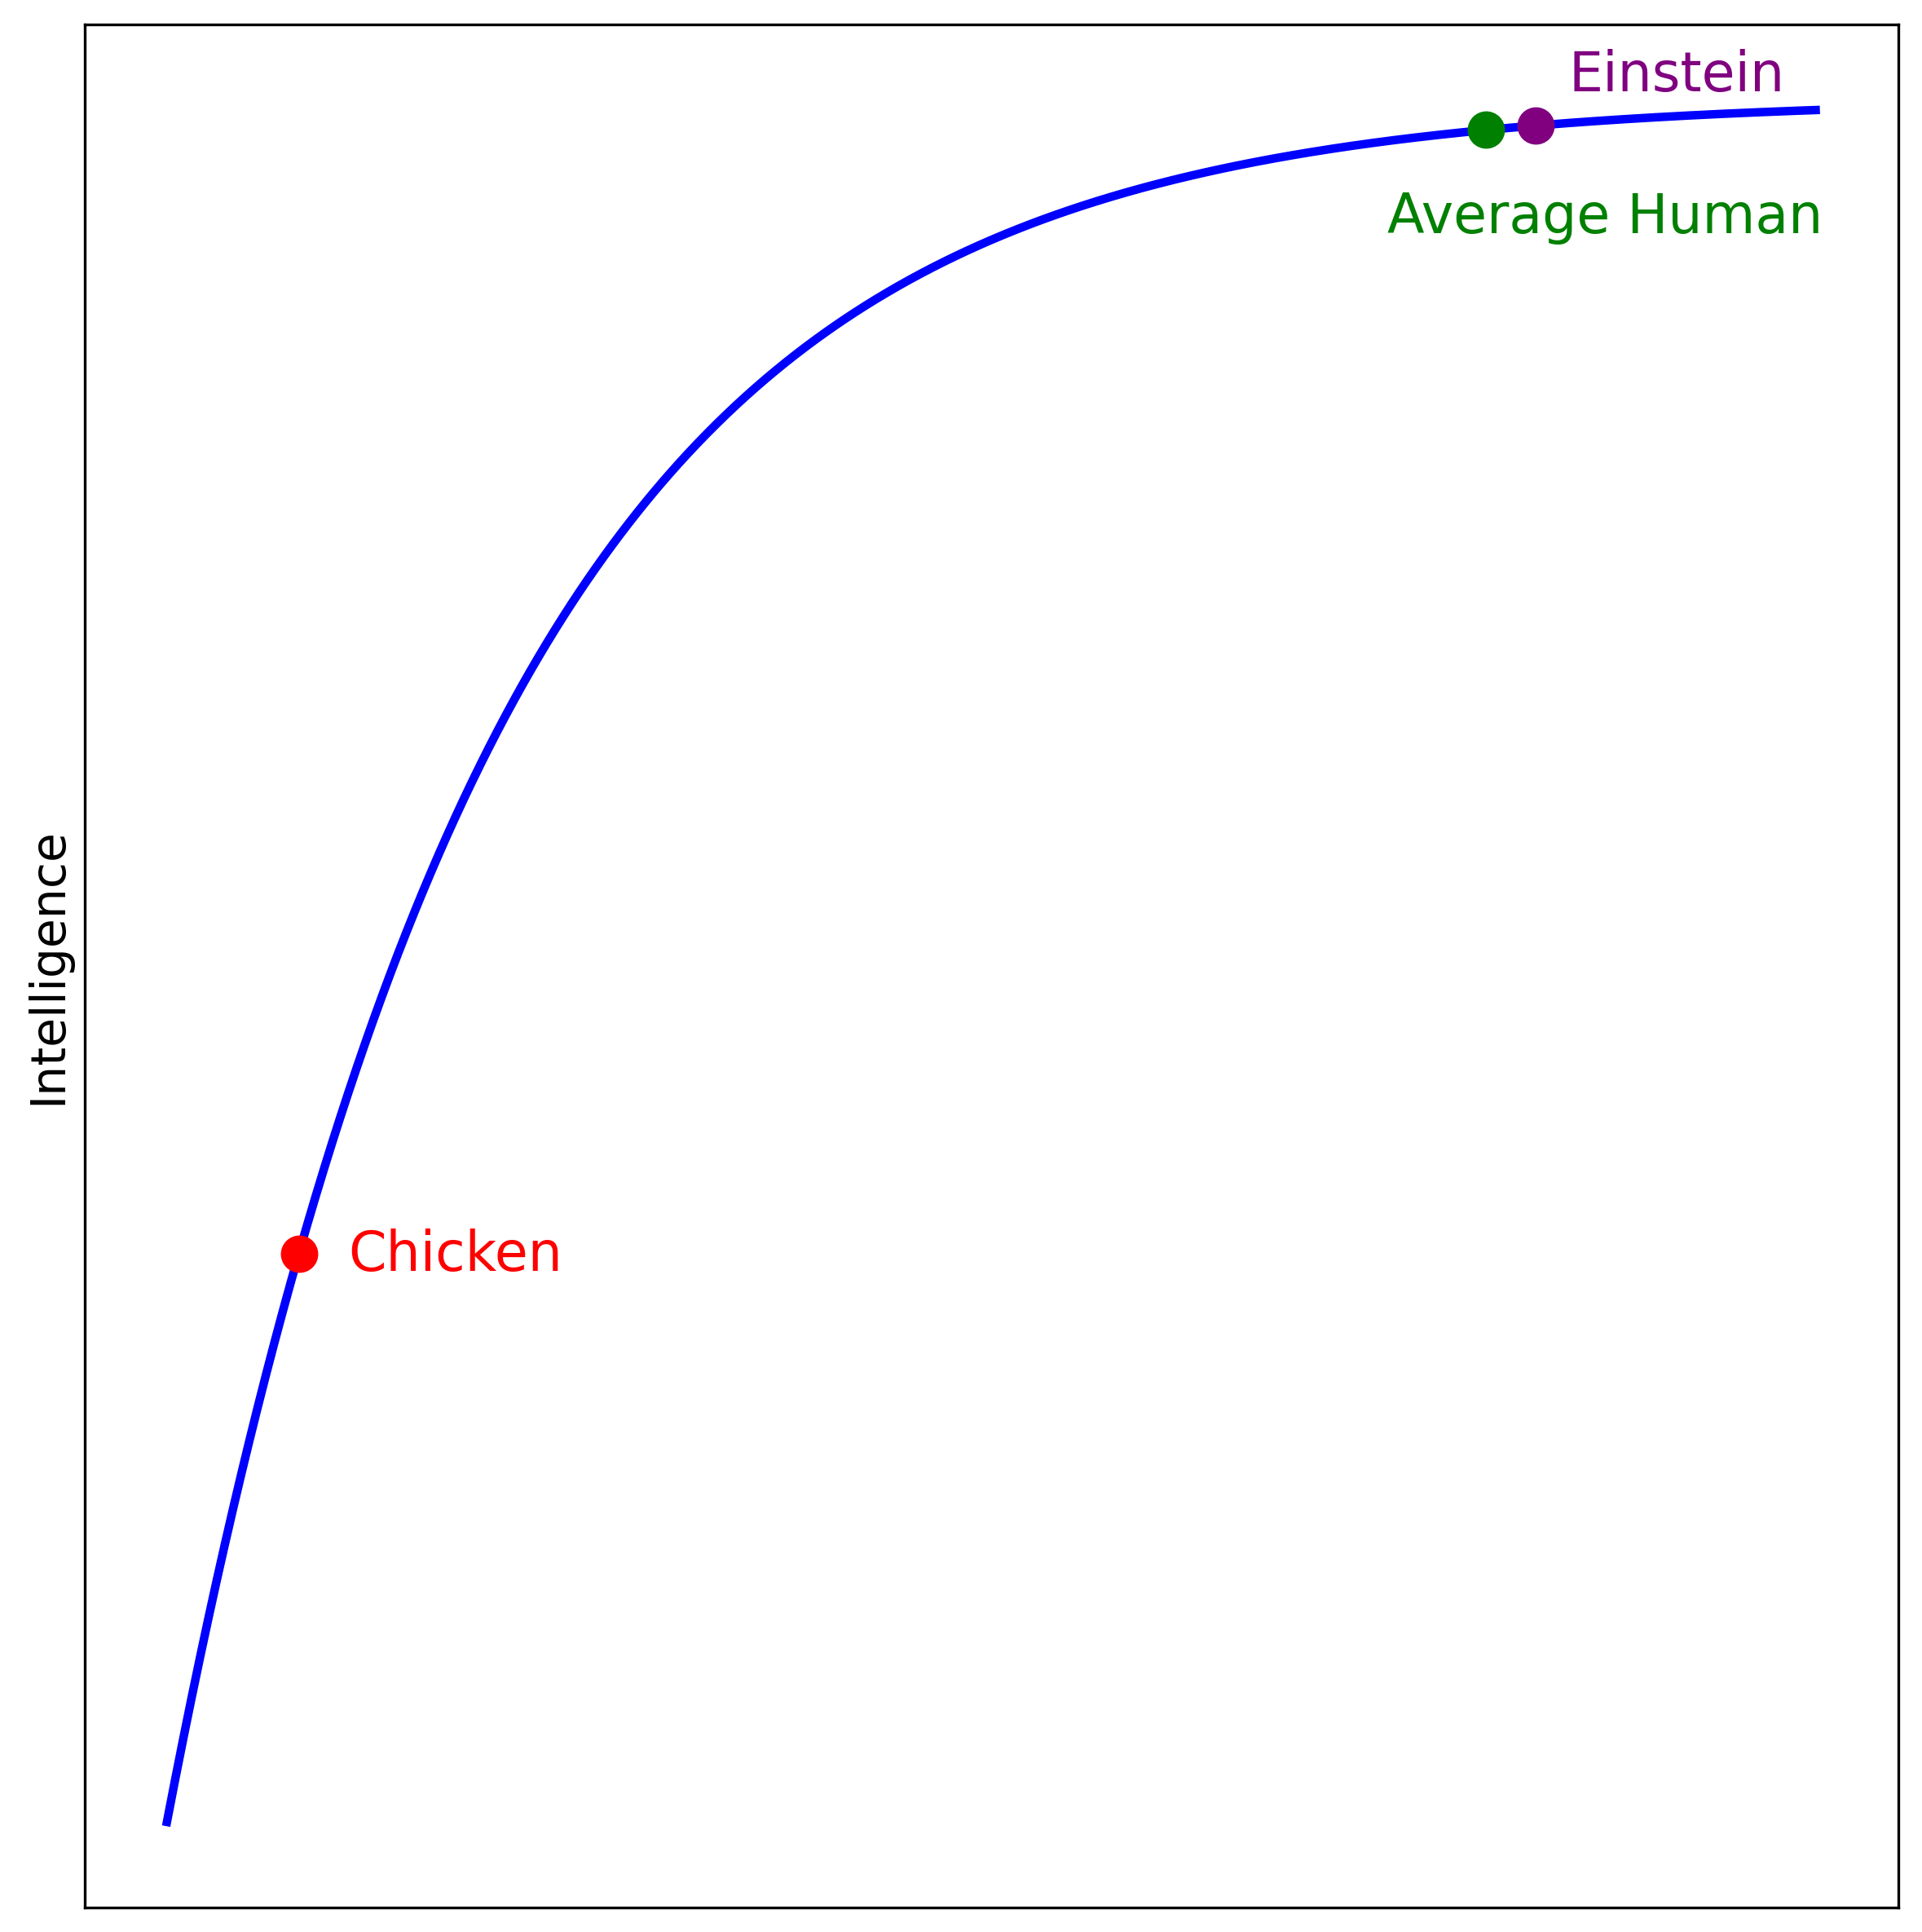 Einstein
Average Human
Intelligence
Chicken